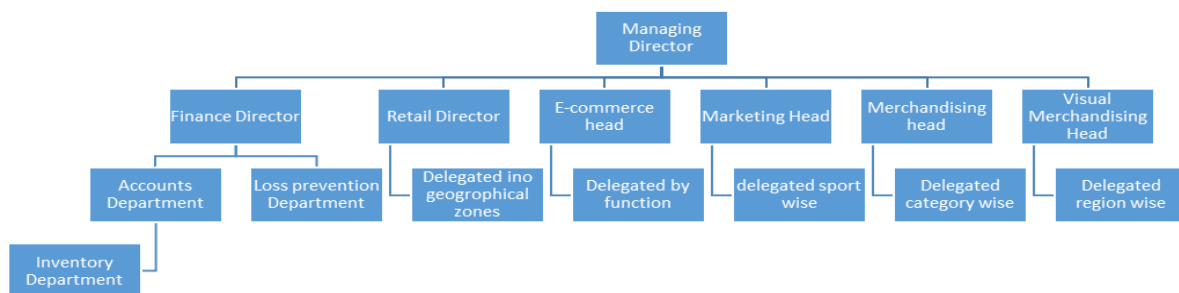 Managing
Director
Finance Director
Retail Director
E-commerce
head
Marketing Head
Merchandising
head
Visual
Merchandising
Head
Accounts
Department
Loss prevention
Department
Delegated ino
geogrophical
zones
Delegated by
function
delegated sport
wise
Delegated
category wise
Delegated
region wise
Inventory
Department